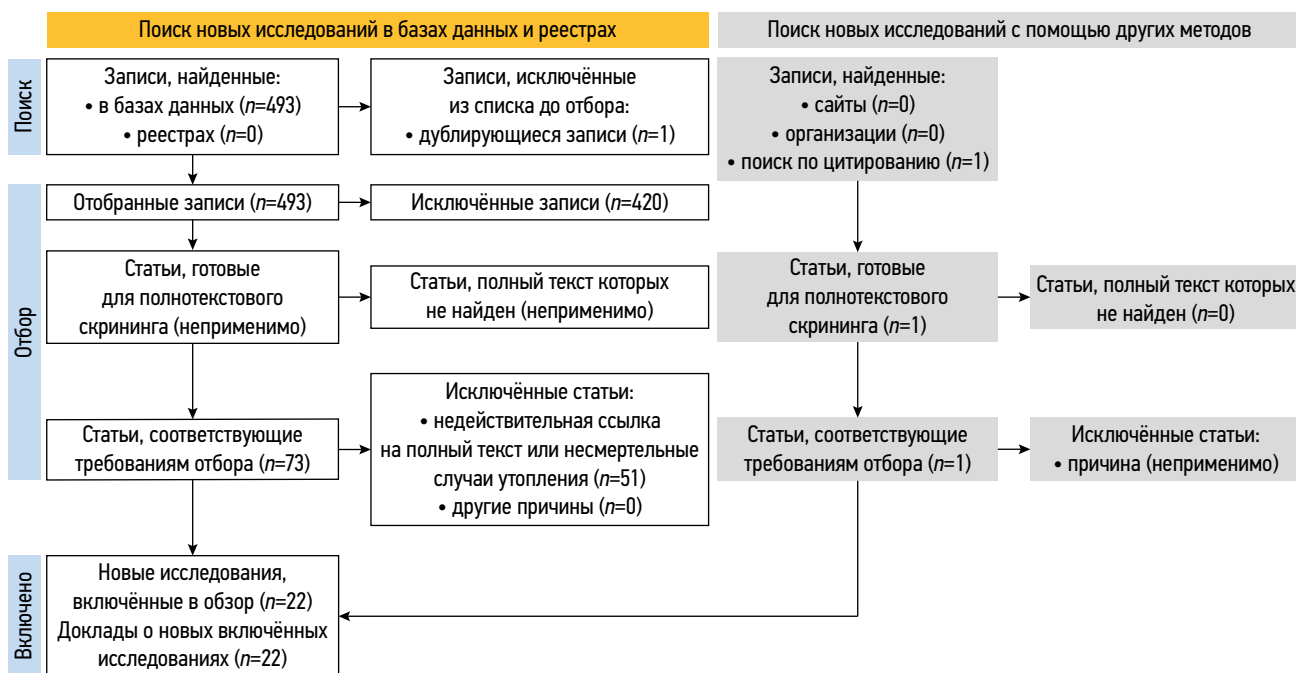 Поиск новых исследований в базах данных и реестрах
Поиск новых исследований с помощью других методов
Поиск
Записи, найденные:
• в базах данных (n=493)
• реестрах (n=0)
Записи, исключённые
из списка до отбора:
• дублирующиеся записи (n=1)
Записи, найденные:
• сайты (n=0)
• организации (n=0)
• поиск по цитированию (n=1)
Отбор
Отобранные записи (n=493)
Исключённые записи (n=420)
Статьи, готовые
для полнотекстового
скрининга (неприменимо)
Статьи, полный текст которых
не найден (неприменимо)
Статьи, готовые
для полнотекстового
скрининга (n=1)
Статьи, полный текст которых
не найден (n=0)
Статьи, соответствующие
требованиям отбора (n=73)
Исключённые статьи:
• недействительная ссылка
на полный текст или несмертельные
случаи утопления (n=51)
• другие причины (n=0)
Статьи, соответствующие
требованиям отбора (n=1)
Исключённые статьи:
• причина (неприменимо)
Включено
Новые исследования,
включённые в обзор (n=22)
Доклады о новых включённых
исследованиях (n=22)